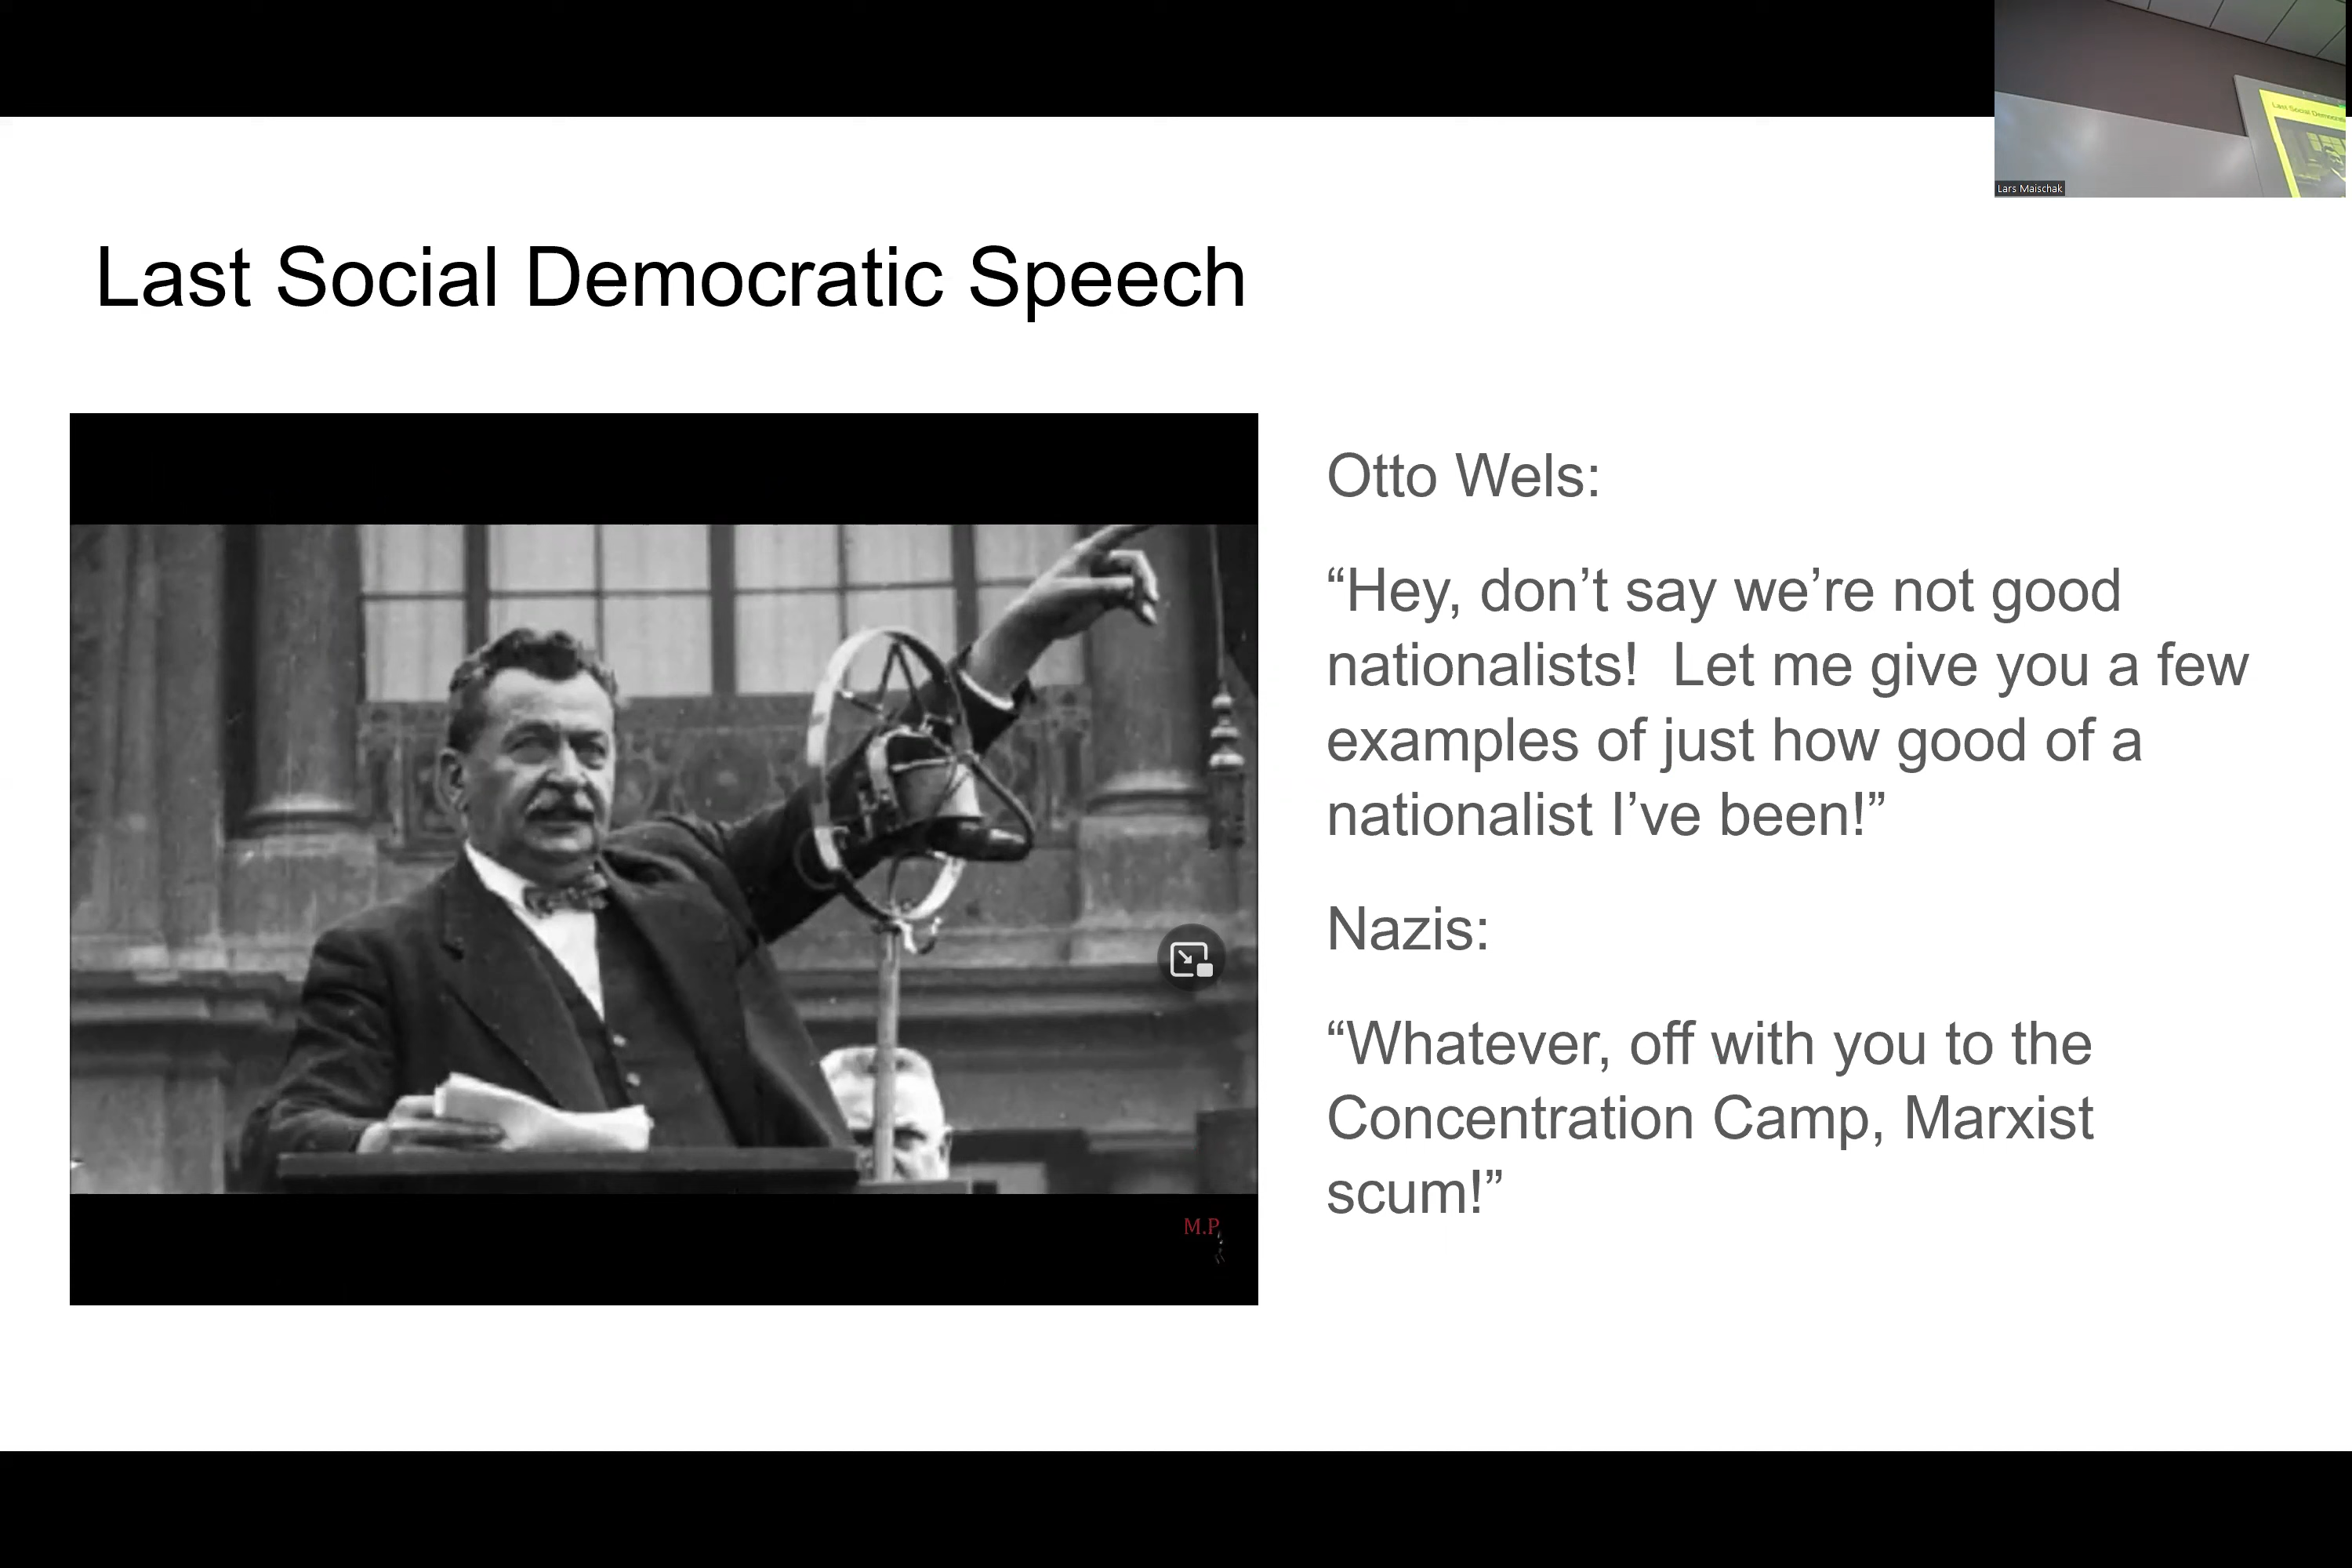 Lars Maischak
Last Social Democratic Speech
Otto Wels:
“Hey, don’t say we’re not good
nationalists!  Let me give you a few
examples of just how good of a
nationalist I’ve been!”
Nazis:
“Whatever, off with you to the
Concentration Camp, Marxist
scum!”
M.P